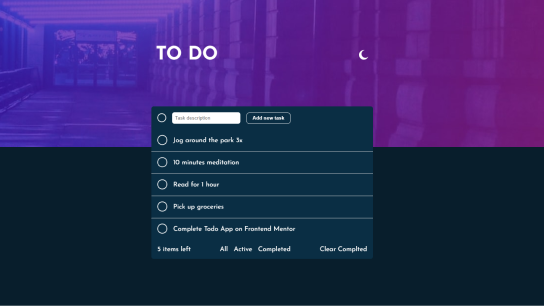 TO DO
Task description
Add new task
Jog around the park 3x
10 minutes meditation
Read for 1 hour
Pick up groceries
Complete Todo App on Frontend Mentor
5 items left All Active Completed Clear Complted